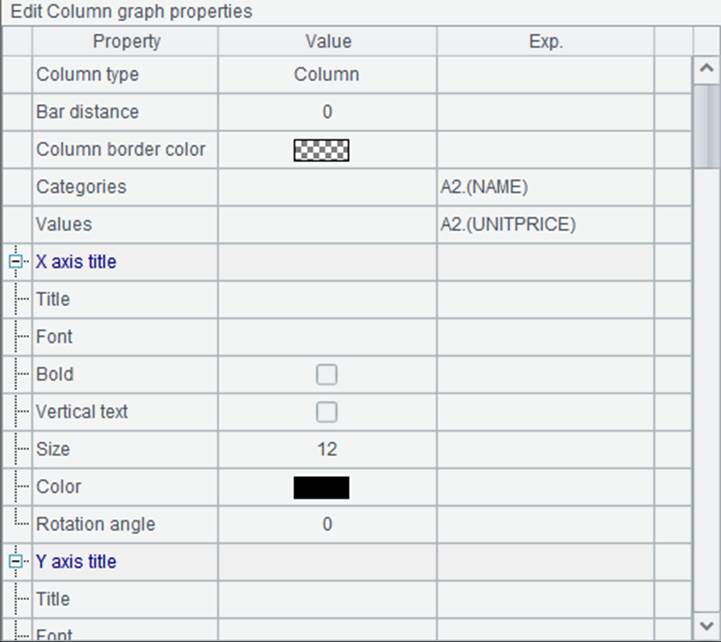 Edit Column graph properties
Property Value Exp.
Column type Column
Bar distance 0
Column border color
Categories A2.(NAME)
Values A2.(UNITPRICE)
X axis title
Title
Font
Bold
Vertical text
Size 12
Color
Rotation angle 0
Y axis title
Title
Font